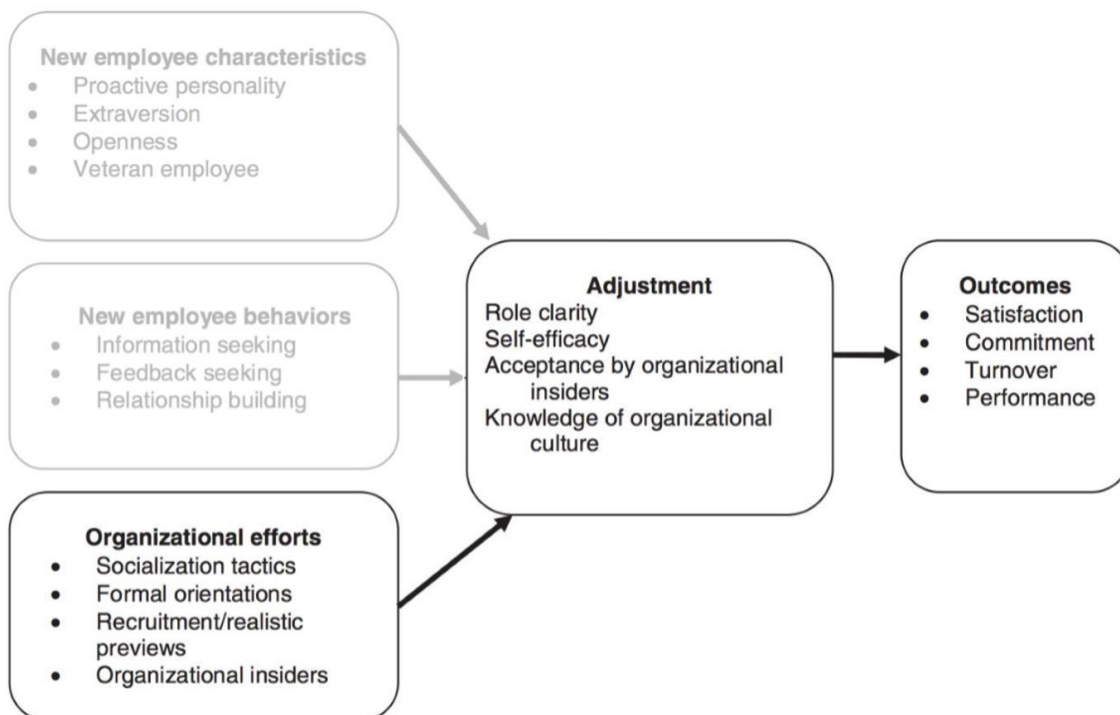 New employee characteristics
• Proactive personality
• Extraversion
• Openness
• Veteran employee
New employee behaviors
• Information seeking
• Feedback seeking
• Relationship building
Organizational efforts
• Socialization tactics
• Formal orientations
• Recruitment/realistic
previews
• Organizational insiders
Adjustment
Role clarity
Self-efficacy
Acceptance by organizational
insiders
Knowledge of organizational
culture
Outcomes
• Satisfaction
• Commitment
• Turnover
• Performance